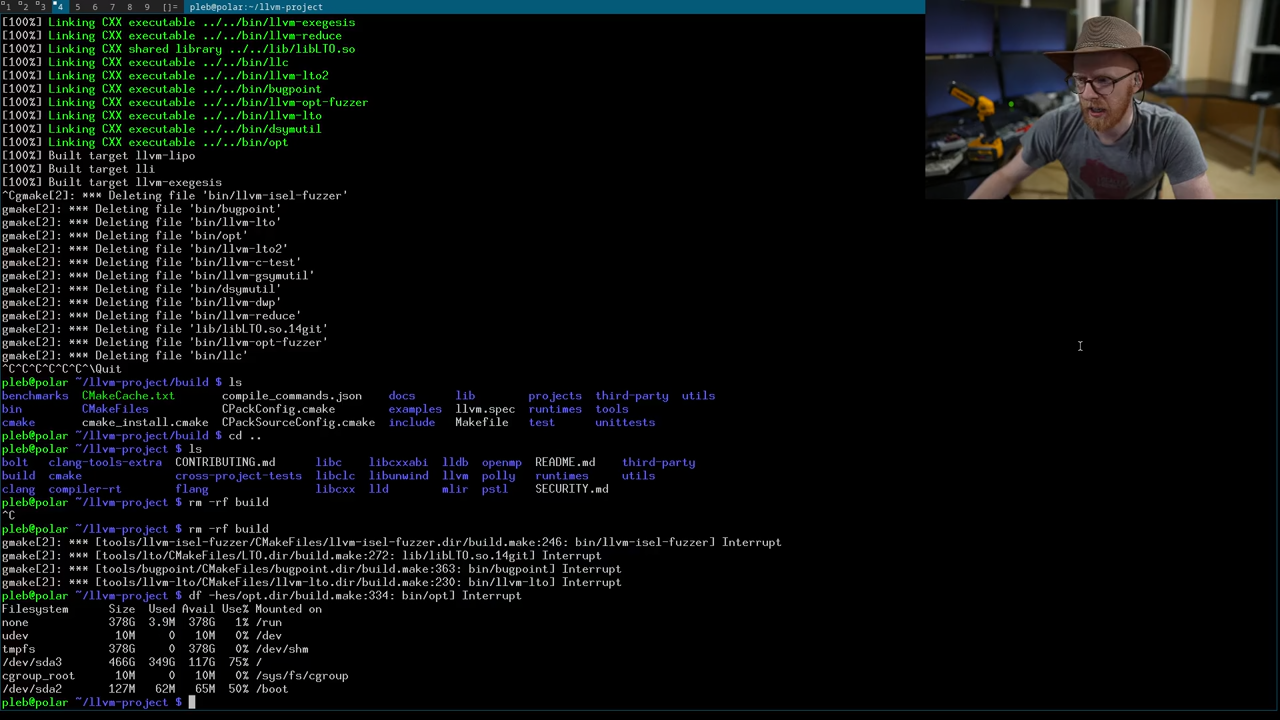 1 2 3 4 5 6 7 8 9 []= pleb@polar:~/llvm-project
[100%] Linking CXX executable ../../bin/llvm-exegesis
[100%] Linking CXX executable ../../bin/llvm-reduce
[100%] Linking CXX shared library ../../lib/libLTO.so
[100%] Linking CXX executable ../../bin/llc
[100%] Linking CXX executable ../../bin/llvm-lto2
[100%] Linking CXX executable ../../bin/bugpoint
[100%] Linking CXX executable ../../bin/llvm-opt-fuzzer
[100%] Linking CXX executable ../../bin/llvm-lto
[100%] Linking CXX executable ../../bin/dsymutil
[100%] Linking CXX executable ../../bin/opt
[100%] Built target llvm-lipo
[100%] Built target lli
[100%] Built target llvm-exegesis
^Cgmake[2]: *** Deleting file 'bin/llvm-isel-fuzzer'
gmake[2]: *** Deleting file 'bin/bugpoint'
gmake[2]: *** Deleting file 'bin/llvm-lto'
gmake[2]: *** Deleting file 'bin/opt'
gmake[2]: *** Deleting file 'bin/llvm-lto2'
gmake[2]: *** Deleting file 'bin/llvm-c-test'
gmake[2]: *** Deleting file 'bin/llvm-gsymutil'
gmake[2]: *** Deleting file 'bin/dsymutil'
gmake[2]: *** Deleting file 'bin/llvm-dwp'
gmake[2]: *** Deleting file 'bin/llvm-reduce'
gmake[2]: *** Deleting file 'lib/libLTO.so.14git'
gmake[2]: *** Deleting file 'bin/llvm-opt-fuzzer'
gmake[2]: *** Deleting file 'bin/llc'
^C^C^C^C^C^C^\Quit
pleb@polar ~/llvm-project/build $ ls
benchmarks CMakeCache.txt compile_commands.json docs lib projects third-party utils
bin CMakeFiles CPackConfig.cmake examples llvm.spec runtimes tools
cmake cmake_install.cmake CPackSourceConfig.cmake include Makefile test unittests
pleb@polar ~/llvm-project/build $ cd ..
pleb@polar ~/llvm-project $ ls
bolt clang-tools-extra CONTRIBUTING.md libc libcxxabi lldb openmp README.md third-party
build cmake cross-project-tests libclc libunwind llvm polly runtimes utils
clang compiler-rt flang libcxx lld mlir pstl SECURITY.md
pleb@polar ~/llvm-project $ rm -rf build
^C
pleb@polar ~/llvm-project $ rm -rf build
gmake[2]: *** [tools/llvm-isel-fuzzer/CMakeFiles/llvm-isel-fuzzer.dir/build.make:246: bin/llvm-isel-fuzzer] Interrupt
gmake[2]: *** [tools/lto/CMakeFiles/LTO.dir/build.make:272: lib/libLTO.so.14git] Interrupt
gmake[2]: *** [tools/bugpoint/CMakeFiles/bugpoint.dir/build.make:363: bin/bugpoint] Interrupt
gmake[2]: *** [tools/llvm-lto/CMakeFiles/llvm-lto.dir/build.make:230: bin/llvm-lto] Interrupt
pleb@polar ~/llvm-project $ df -hes/opt.dir/build.make:334: bin/opt] Interrupt
Filesystem Size Used Avail Use% Mounted on
none 378G 3.9M 378G 1% /run
udev 10M 0 10M 0% /dev
tmpfs 378G 0 378G 0% /dev/shm
/dev/sda3 466G 349G 117G 75% /
cgroup_root 10M 0 10M 0% /sys/fs/cgroup
/dev/sda2 127M 62M 65M 50% /boot
pleb@polar ~/llvm-project $